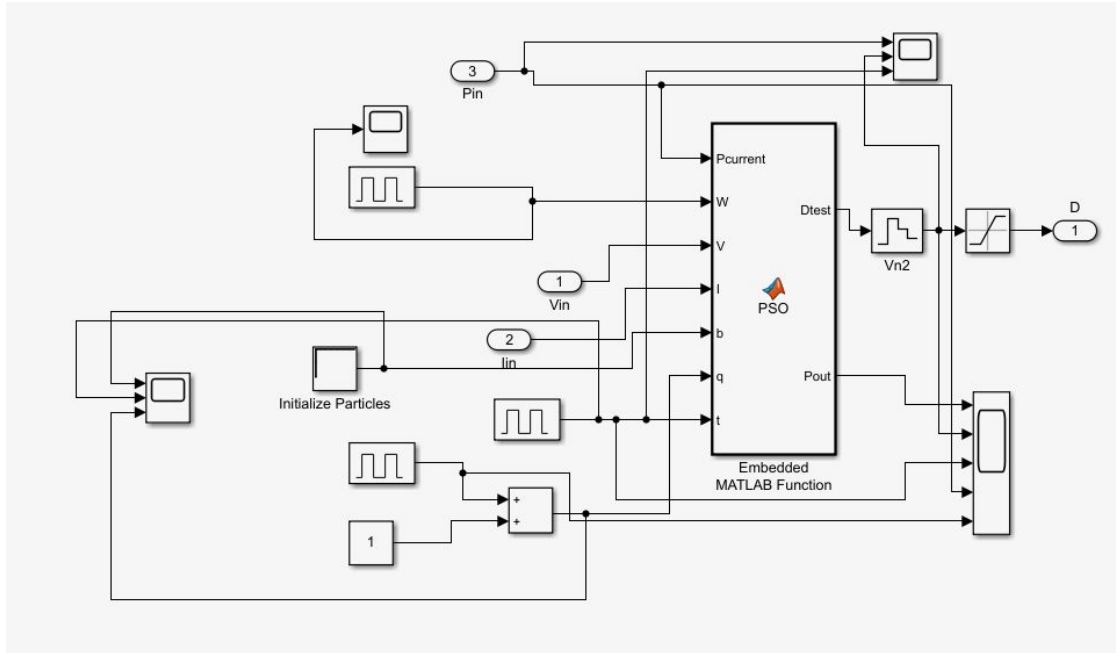 3
Pin
Pcurrent
W
V
I
b
q
t
Dtest
Pout
PSO
Embedded
MATLAB Function
Vn2
D
1
1
Vin
2
Iin
Initialize Particles
+
+
1